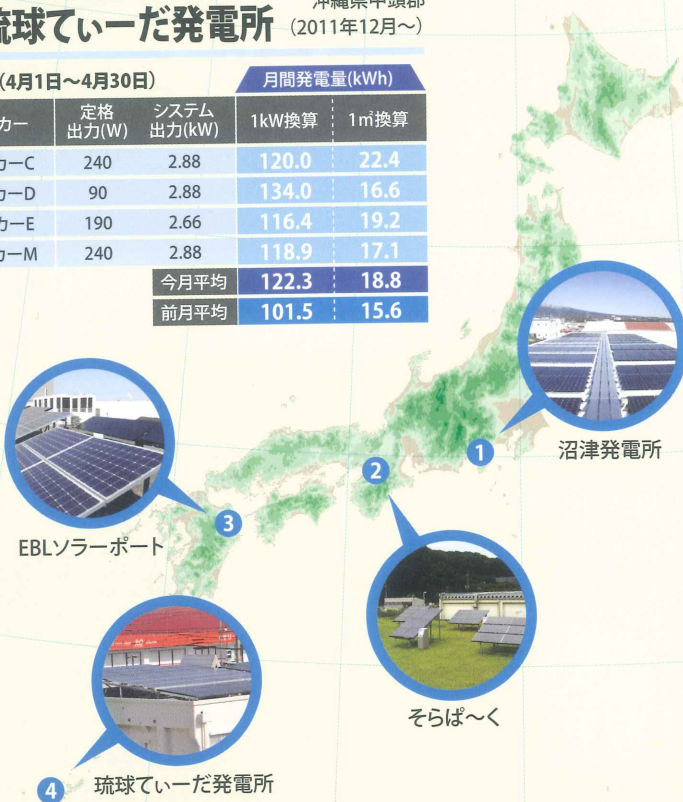 琉球てぃーだ発電所 沖縄県中頭郡
(2011年12月～)
(4月1日～4月30日) 月間発電量(kWh)
カー 定格出力(W) システム出力(kW) 1kW換算 1㎡換算
カーC 240 2.88 120.0 22.4
カーD 90 2.88 134.0 16.6
カーE 190 2.66 116.4 19.2
カーM 240 2.88 118.9 17.1
今月平均 122.3 18.8
前月平均 101.5 15.6
1
沼津発電所
2
3
EBLソラーポート
そらぱ～く
4 琉球てぃーだ発電所